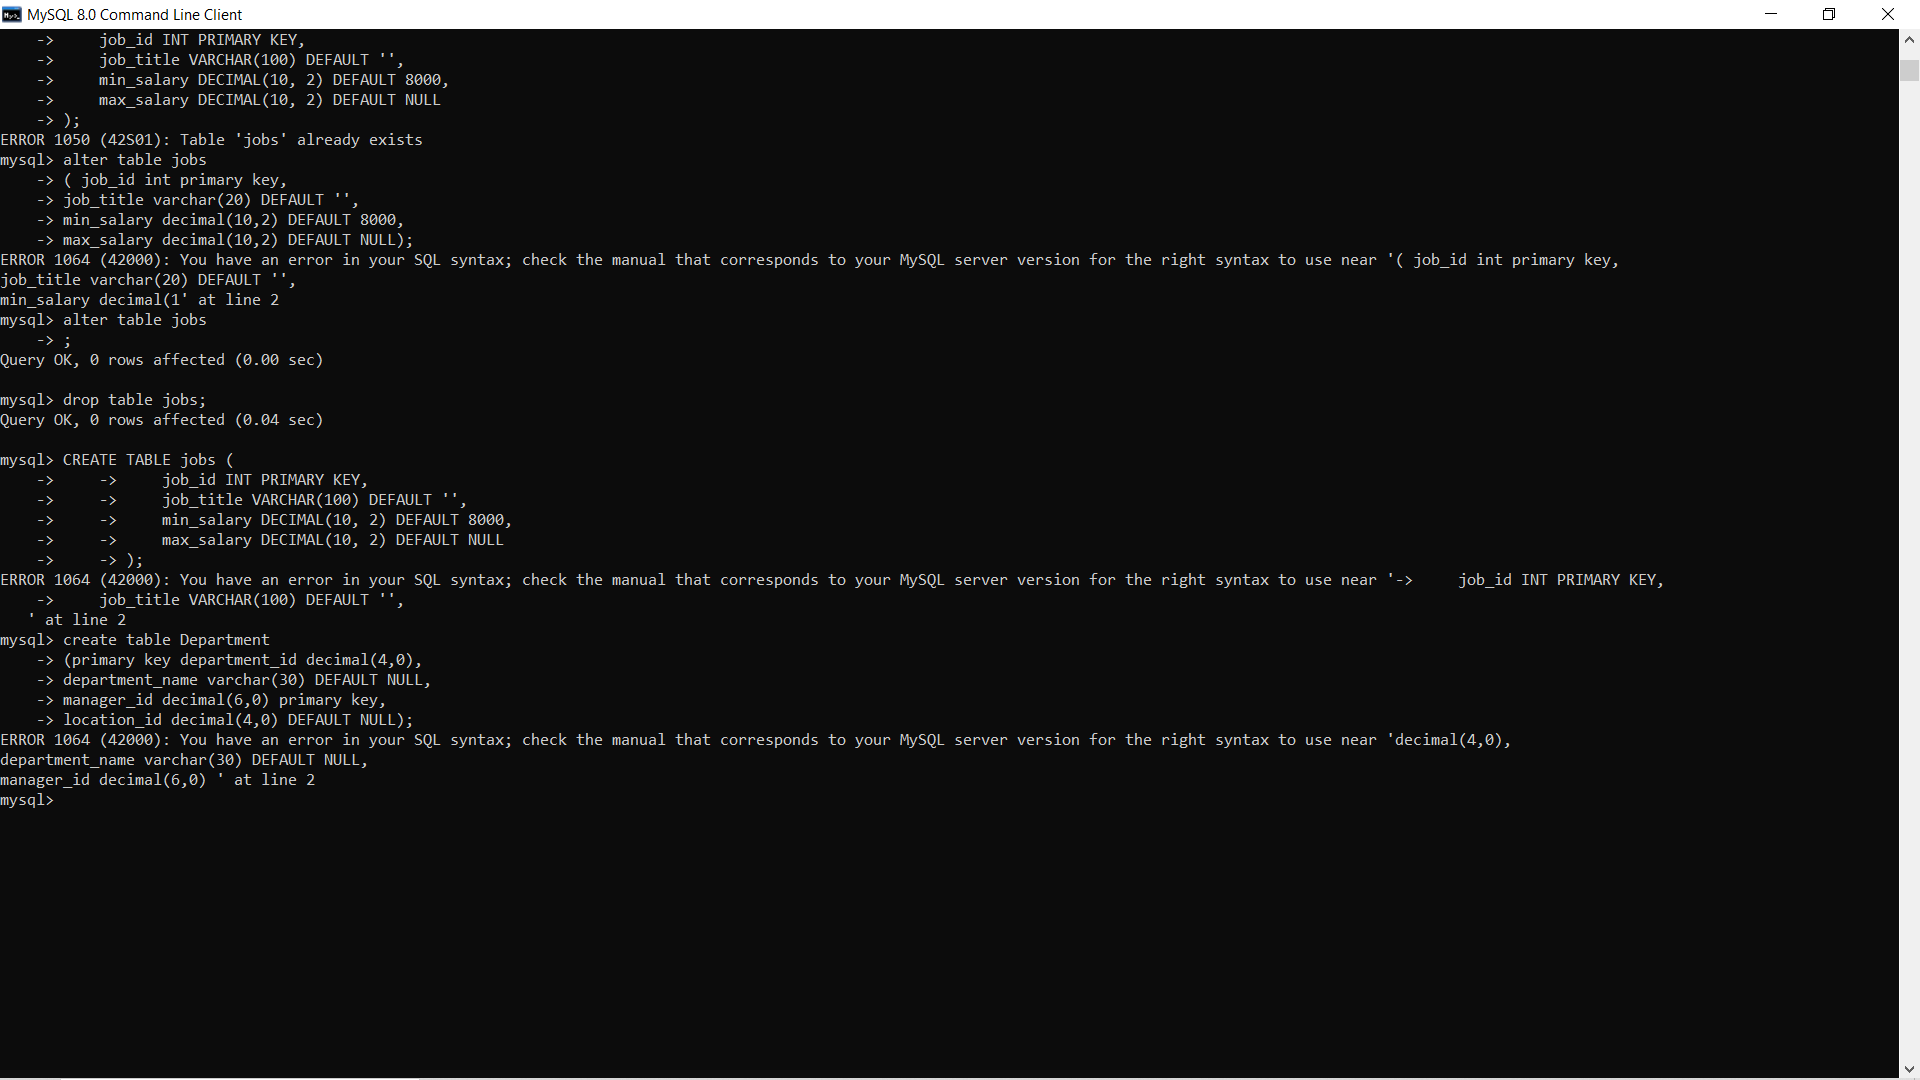 MySQL 8.0 Command Line Client
    ->     job_id INT PRIMARY KEY,
    ->     job_title VARCHAR(100) DEFAULT '',
    ->     min_salary DECIMAL(10, 2) DEFAULT 8000,
    ->     max_salary DECIMAL(10, 2) DEFAULT NULL
    -> );
ERROR 1050 (42S01): Table 'jobs' already exists
mysql> alter table jobs
    -> ( job_id int primary key,
    -> job_title varchar(20) DEFAULT '',
    -> min_salary decimal(10,2) DEFAULT 8000,
    -> max_salary decimal(10,2) DEFAULT NULL);
ERROR 1064 (42000): You have an error in your SQL syntax; check the manual that corresponds to your MySQL server version for the right syntax to use near '( job_id int primary key,
job_title varchar(20) DEFAULT '',
min_salary decimal(1' at line 2
mysql> alter table jobs
    -> ;
Query OK, 0 rows affected (0.00 sec)

mysql> drop table jobs;
Query OK, 0 rows affected (0.04 sec)

mysql> CREATE TABLE jobs (
    ->     ->     job_id INT PRIMARY KEY,
    ->     ->     job_title VARCHAR(100) DEFAULT '',
    ->     ->     min_salary DECIMAL(10, 2) DEFAULT 8000,
    ->     ->     max_salary DECIMAL(10, 2) DEFAULT NULL
    ->     -> );
ERROR 1064 (42000): You have an error in your SQL syntax; check the manual that corresponds to your MySQL server version for the right syntax to use near '->     job_id INT PRIMARY KEY,
    ->     job_title VARCHAR(100) DEFAULT '',
   ' at line 2
mysql> create table Department
    -> (primary key department_id decimal(4,0),
    -> department_name varchar(30) DEFAULT NULL,
    -> manager_id decimal(6,0) primary key,
    -> location_id decimal(4,0) DEFAULT NULL);
ERROR 1064 (42000): You have an error in your SQL syntax; check the manual that corresponds to your MySQL server version for the right syntax to use near 'decimal(4,0),
department_name varchar(30) DEFAULT NULL,
manager_id decimal(6,0) ' at line 2
mysql>